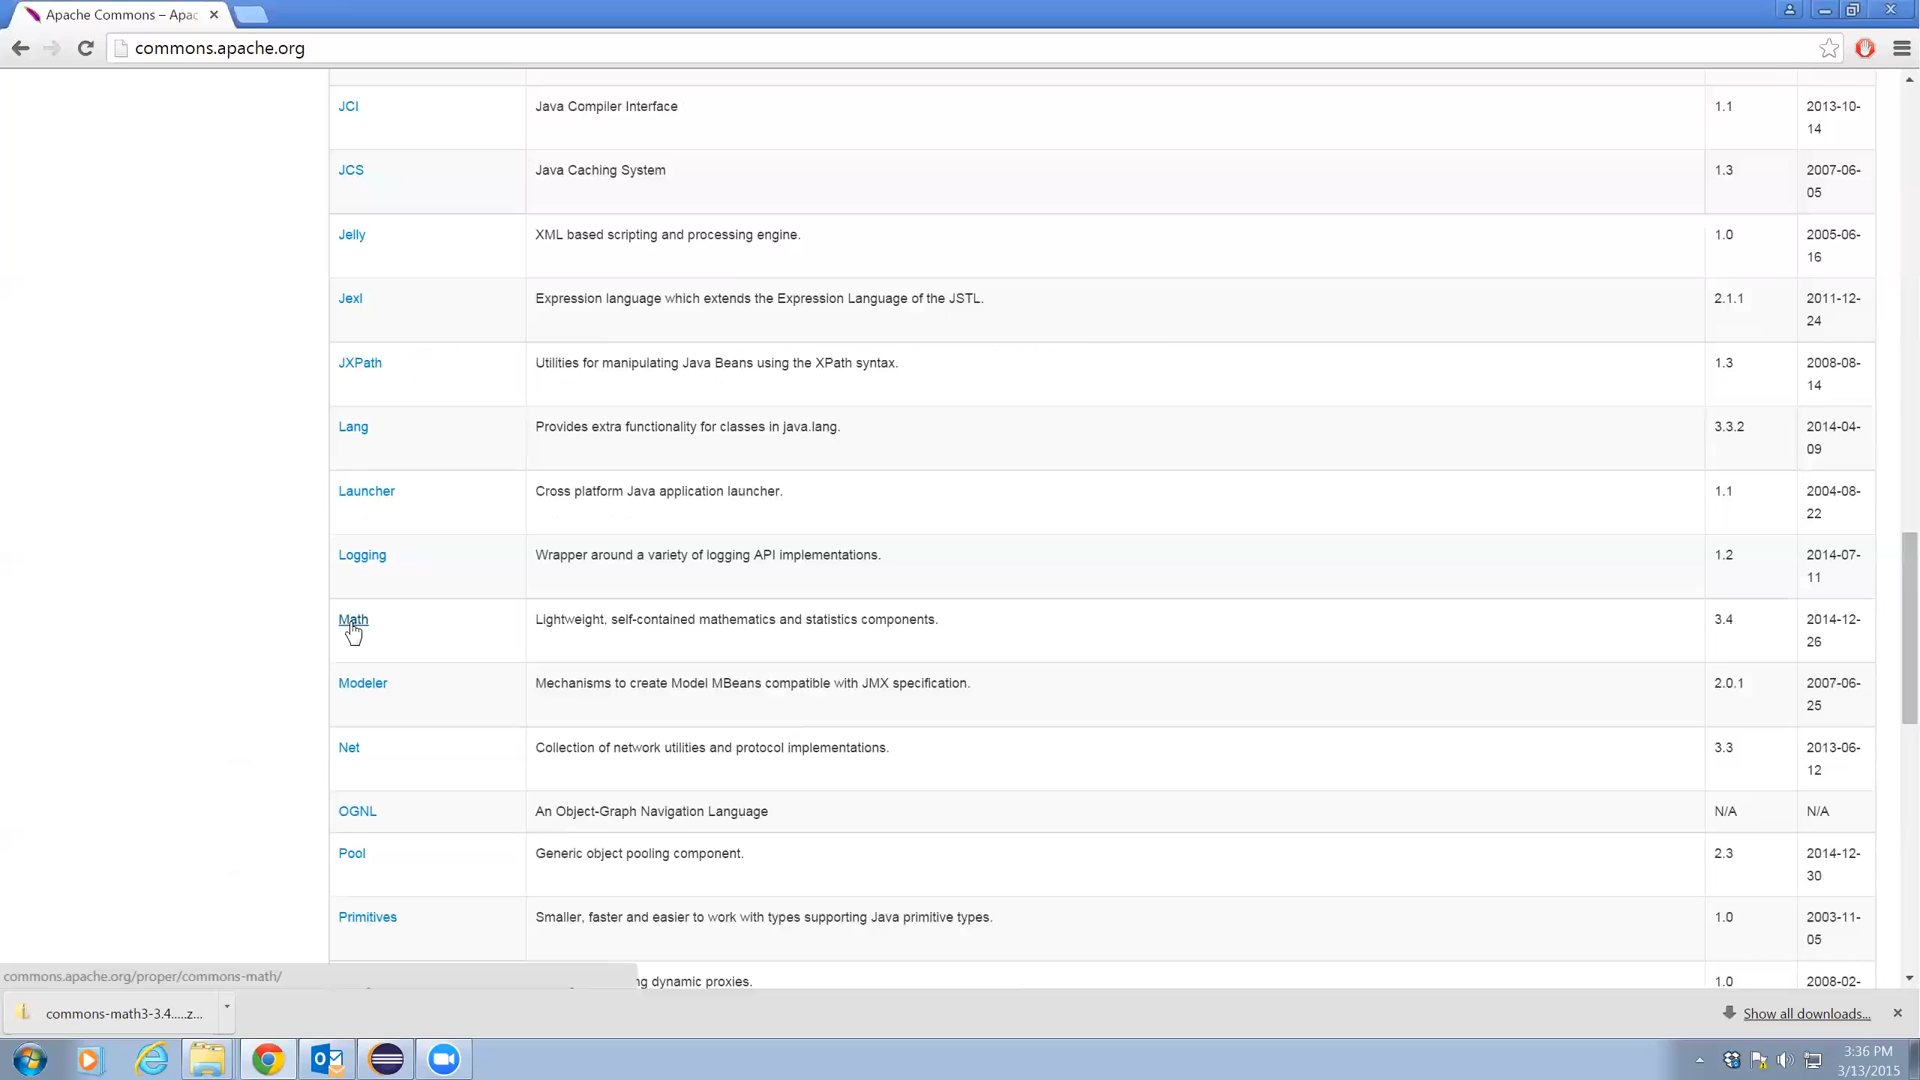 Apache Commons – Apac
commons.apache.org
JCI Java Compiler Interface 1.1 2013-10-
14
JCS Java Caching System 1.3 2007-06-
05
Jelly XML based scripting and processing engine. 1.0 2005-06-
16
Jexl Expression language which extends the Expression Language of the JSTL. 2.1.1 2011-12-
24
JXPath Utilities for manipulating Java Beans using the XPath syntax. 1.3 2008-08-
14
Lang Provides extra functionality for classes in java.lang. 3.3.2 2014-04-
09
Launcher Cross platform Java application launcher. 1.1 2004-08-
22
Logging Wrapper around a variety of logging API implementations. 1.2 2014-07-
11
Math Lightweight, self-contained mathematics and statistics components. 3.4 2014-12-
26
Modeler Mechanisms to create Model MBeans compatible with JMX specification. 2.0.1 2007-06-
25
Net Collection of network utilities and protocol implementations. 3.3 2013-06-
12
OGNL An Object-Graph Navigation Language N/A N/A
Pool Generic object pooling component. 2.3 2014-12-
30
Primitives Smaller, faster and easier to work with types supporting Java primitive types. 1.0 2003-11-
05
commons.apache.org/proper/commons-math/
ng dynamic proxies. 1.0 2008-02-
commons-math3-3.4.....z...
Show all downloads...
3:36 PM
3/13/2015